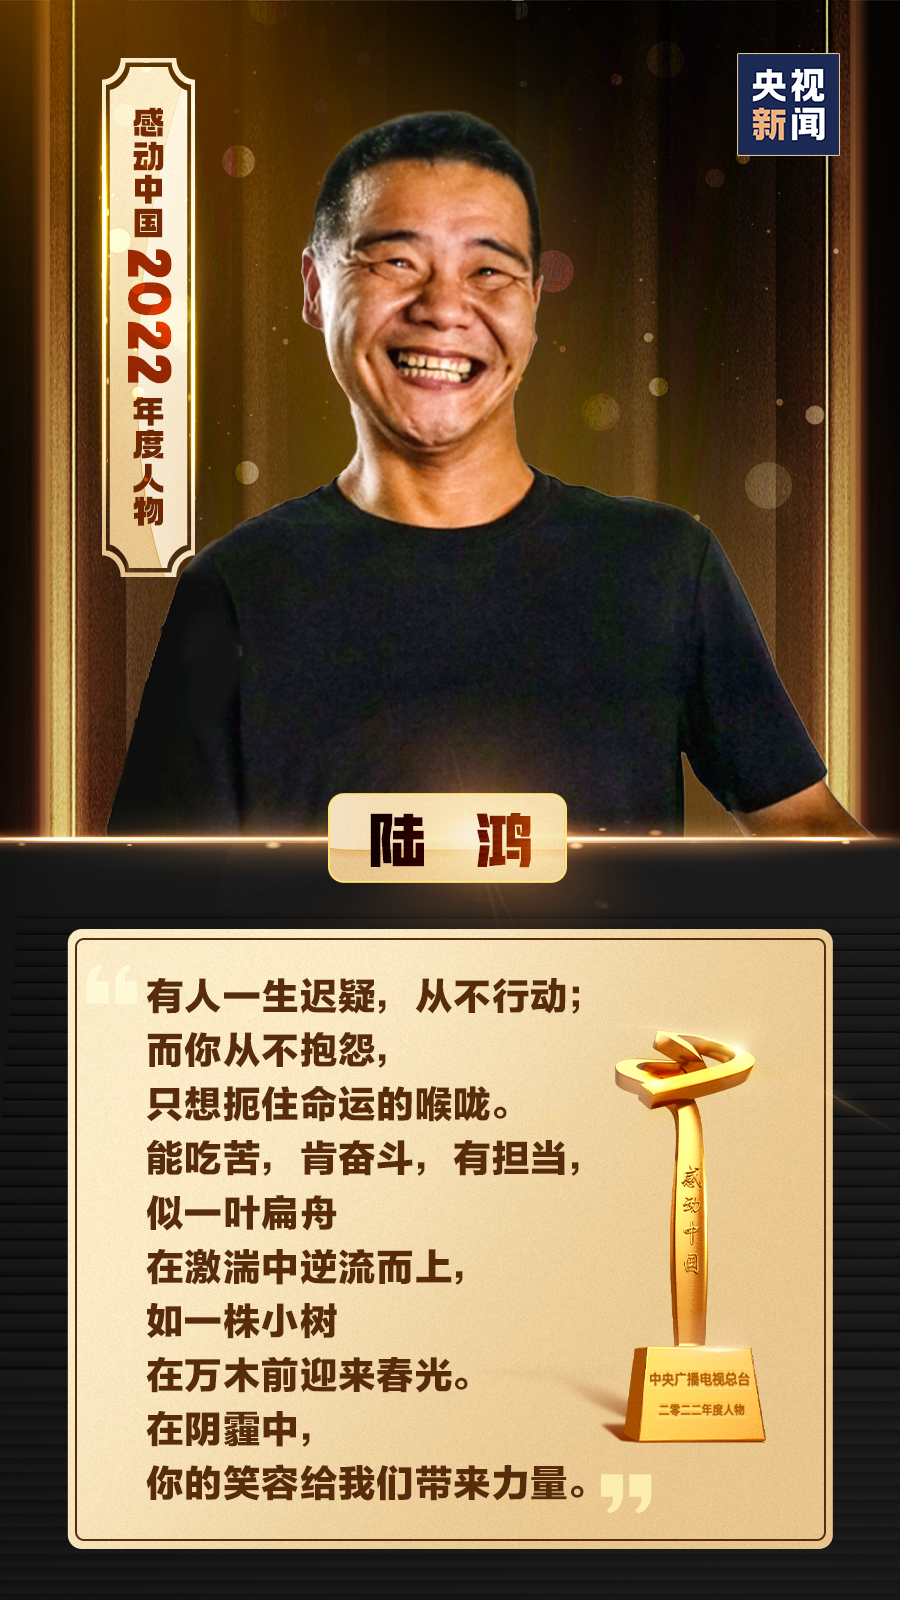 央视
新闻
感动中国2022年度人物
陆 鸿
“有人一生迟疑，从不行动；
而你从不抱怨，
只想扼住命运的喉咙。
能吃苦，肯奋斗，有担当，
似一叶扁舟
在激湍中逆流而上，
如一株小树
在万木前迎来春光。
在阴霾中，
你的笑容给我们带来力量。”
感动中国
中央广播电视总台
二零二二年度人物